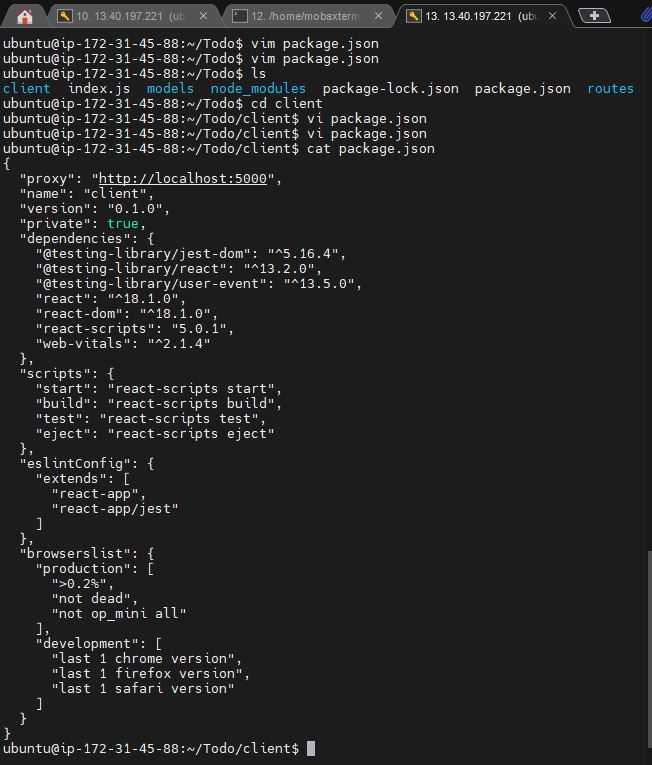 10. 13.40.197.221 (ub
12. /home/mobaxterm
13. 13.40.197.221 (ubu
ubuntu@ip-172-31-45-88:~/Todo$ vim package.json
ubuntu@ip-172-31-45-88:~/Todo$ vim package.json
ubuntu@ip-172-31-45-88:~/Todo$ ls
client  index.js  models  node_modules  package-lock.json  package.json  routes
ubuntu@ip-172-31-45-88:~/Todo$ cd client
ubuntu@ip-172-31-45-88:~/Todo/client$ vi package.json
ubuntu@ip-172-31-45-88:~/Todo/client$ vi package.json
ubuntu@ip-172-31-45-88:~/Todo/client$ cat package.json
{
  "proxy": "http://localhost:5000",
  "name": "client",
  "version": "0.1.0",
  "private": true,
  "dependencies": {
    "@testing-library/jest-dom": "^5.16.4",
    "@testing-library/react": "^13.2.0",
    "@testing-library/user-event": "^13.5.0",
    "react": "^18.1.0",
    "react-dom": "^18.1.0",
    "react-scripts": "5.0.1",
    "web-vitals": "^2.1.4"
  },
  "scripts": {
    "start": "react-scripts start",
    "build": "react-scripts build",
    "test": "react-scripts test",
    "eject": "react-scripts eject"
  },
  "eslintConfig": {
    "extends": [
      "react-app",
      "react-app/jest"
    ]
  },
  "browserslist": {
    "production": [
      ">0.2%",
      "not dead",
      "not op_mini all"
    ],
    "development": [
      "last 1 chrome version",
      "last 1 firefox version",
      "last 1 safari version"
    ]
  }
}
ubuntu@ip-172-31-45-88:~/Todo/client$